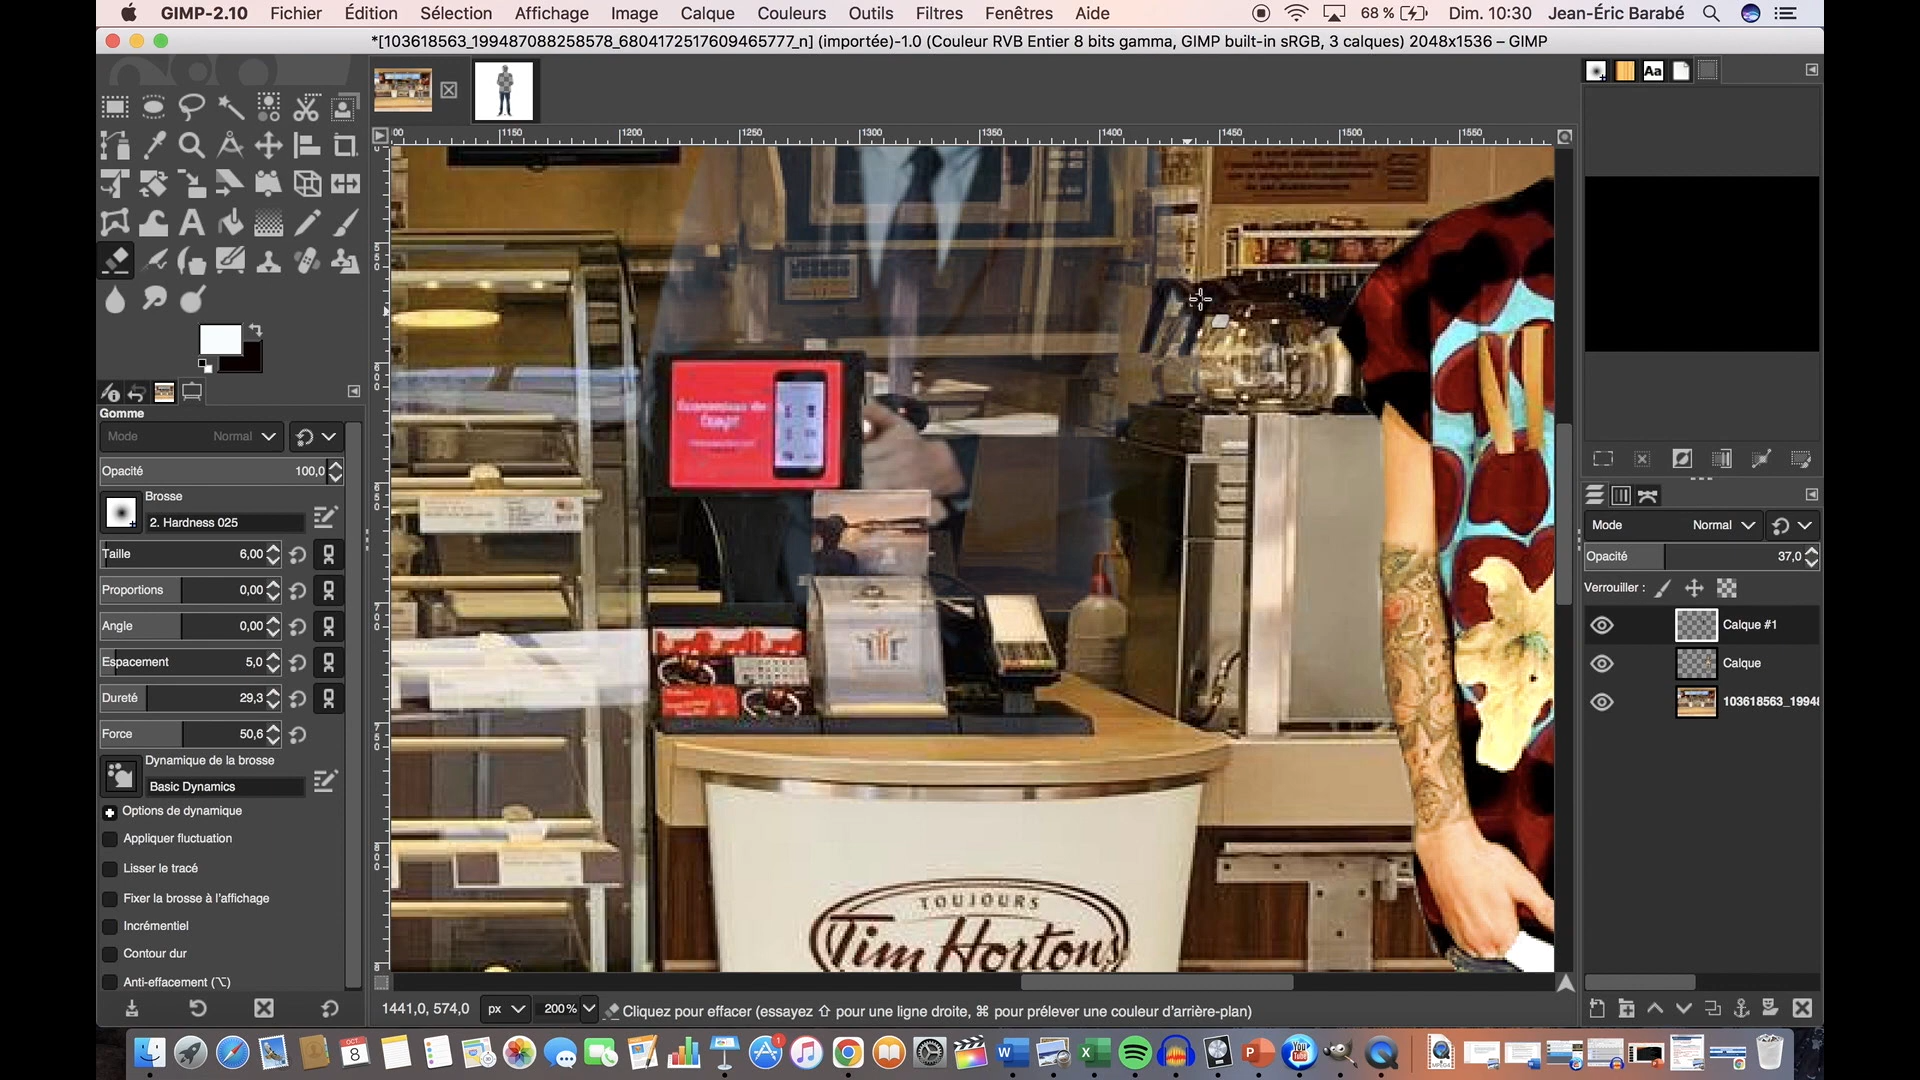 GIMP-2.10 Fichier Édition Sélection Affichage Image Calque Couleurs Outils Filtres Fenêtres Aide 68 % Dim. 10:30 Jean-Éric Barabé
*[103618563_199487088258578_6804172517609465777_n] (importée)-1.0 (Couleur RVB Entier 8 bits gamma, GIMP built-in sRGB, 3 calques) 2048x1536 – GIMP
Aa
1150 1200 1250 1300 1350 1400 1450 1500 1550
Gomme
Mode Normal
Opacité 100,0
Brosse
2. Hardness 025
Taille 6,00
Proportions 0,00
Angle 0,00
Espacement 5,0
Dureté 29,3
Force 50,6
Dynamique de la brosse
Basic Dynamics
Options de dynamique
Appliquer fluctuation
Lisser le tracé
Fixer la brosse à l'affichage
Incrémentiel
Contour dur
Anti-effacement (⌥)
TOUJOURS
Tim Hortons
Mode Normal
Opacité 37,0
Verrouiller :
Calque #1
Calque
103618563_1994
1441,0, 574,0 px 200% Cliquez pour effacer (essayez ⇧ pour une ligne droite, ⌘ pour prélever une couleur d'arrière-plan)
OCT
8
1